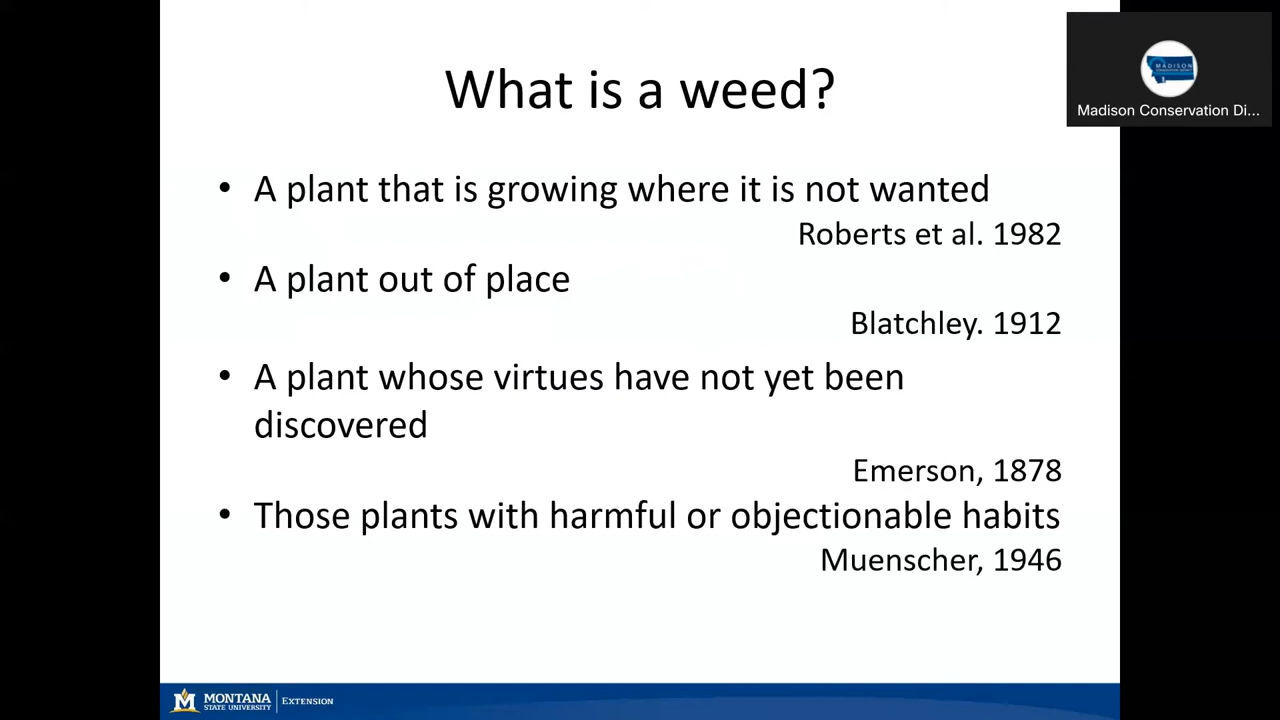 What is a weed?
Madison Conservation Di...
• A plant that is growing where it is not wanted
Roberts et al. 1982
• A plant out of place
Blatchley. 1912
• A plant whose virtues have not yet been
discovered
Emerson, 1878
• Those plants with harmful or objectionable habits
Muenscher, 1946
M MONTANA
STATE UNIVERSITY
EXTENSION